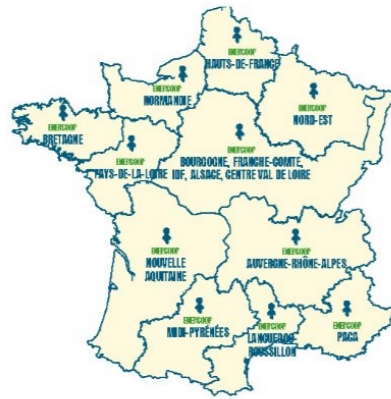 ENERCOOP
HAUTS-DE-FRANCE
ENERCOOP
NORMANDIE
ENERCOOP
NORD-EST
ENERCOOP
BRETAGNE
ENERCOOP
PAYS-DE-LA-LOIRE
ENERCOOP
BOURGOGNE, FRANCHE-COMTE,
IDF, ALSACE, CENTRE VAL DE LOIRE
ENERCOOP
NOUVELLE
AQUITAINE
ENERCOOP
AUVERGNE-RHÔNE-ALPES
ENERCOOP
MIDI-PYRÉNÉES
ENERCOOP
LANGUEDOC
ROUSSILLON
ENERCOOP
PACA